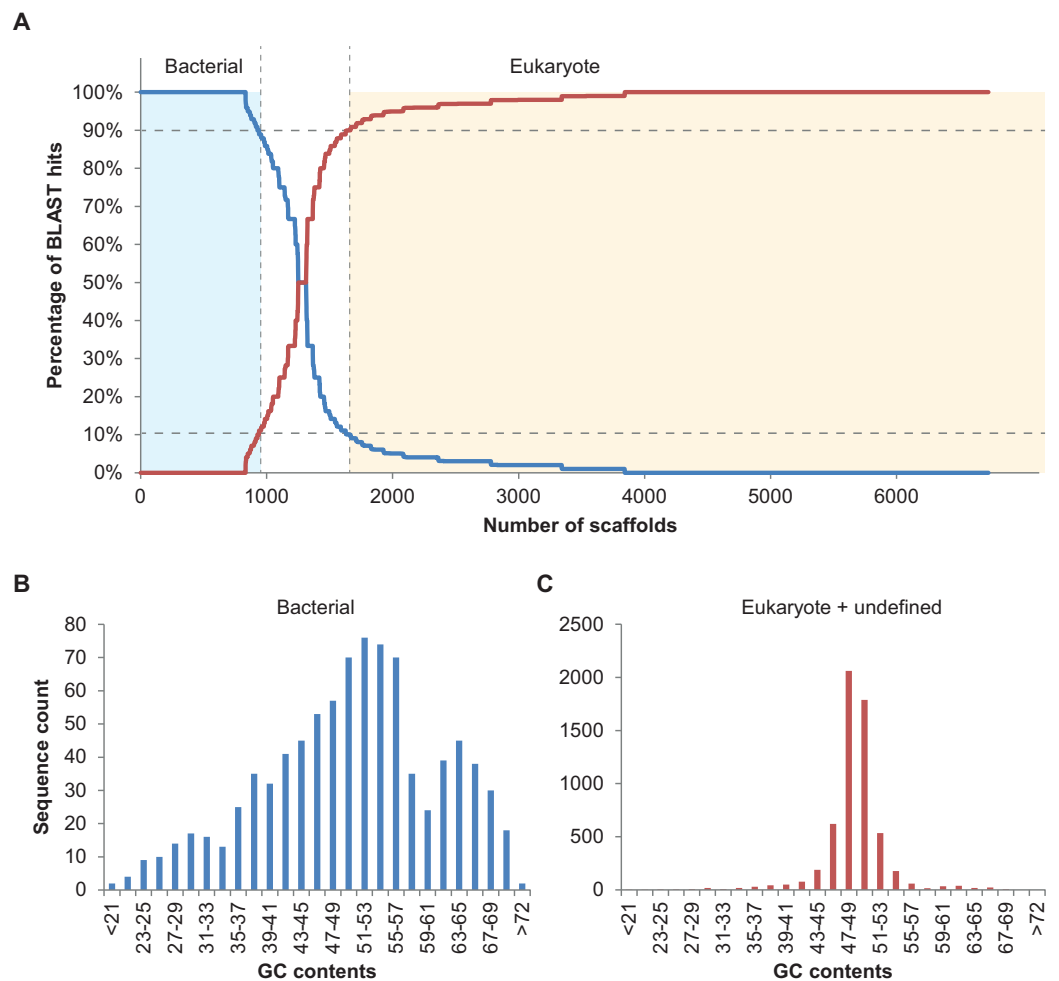 A
Bacterial
Eukaryote
Percentage of BLAST hits
100%
90%
80%
70%
60%
50%
40%
30%
20%
10%
0%
0 1000 2000 3000 4000 5000 6000
Number of scaffolds
B
Bacterial
Sequence count
80
70
60
50
40
30
20
10
0
<21 23-25 27-29 31-33 35-37 39-41 43-45 47-49 51-53 55-57 59-61 63-65 67-69 >72
GC contents
C
Eukaryote + undefined
2500
2000
1500
1000
500
0
<21 23-25 27-29 31-33 35-37 39-41 43-45 47-49 51-53 55-57 59-61 63-65 67-69 >72
GC contents